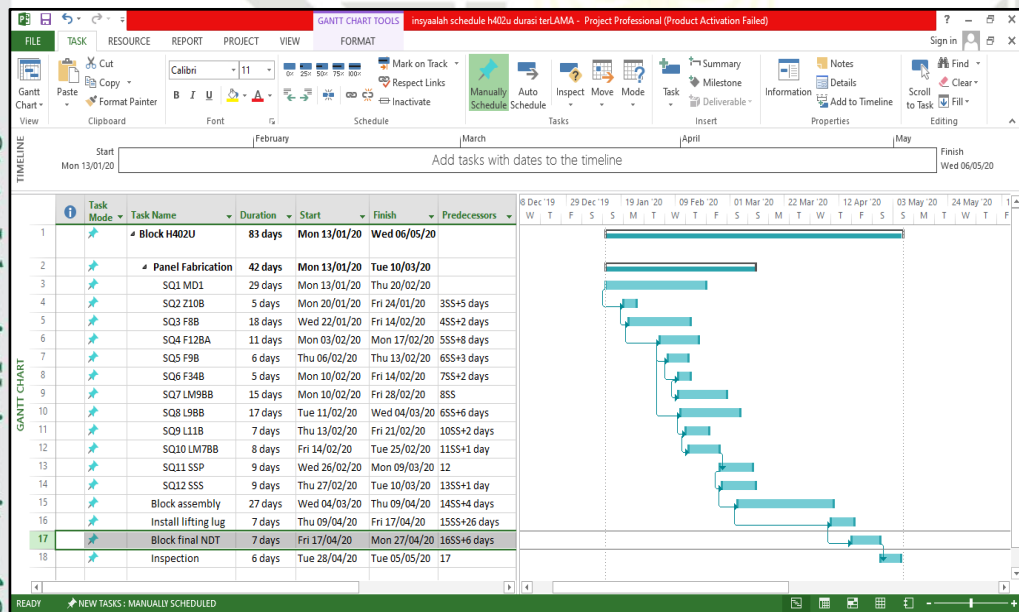 GANTT CHART TOOLS
insyaalah schedule h402u durasi terLAMA - Project Professional (Product Activation Failed)
FILE TASK RESOURCE REPORT PROJECT VIEW FORMAT Sign in
Gantt Chart
Paste
Cut
Copy
Format Painter
Calibri 11
B I U A
0% 25% 50% 75% 100%
Mark on Track
Respect Links
Inactivate
Manually Schedule
Auto Schedule
Inspect
Move
Mode
Task
Summary
Milestone
Deliverable
Information
Notes
Details
Add to Timeline
Scroll to Task
Find
Clear
Fill
View Clipboard Font Schedule Tasks Insert Properties Editing
TIMELINE
February March April May
Start
Mon 13/01/20
Add tasks with dates to the timeline
Finish
Wed 06/05/20
GANTT CHART
Task Mode Task Name Duration Start Finish Predecessors
8 Dec '19 29 Dec '19 19 Jan '20 09 Feb '20 01 Mar '20 22 Mar '20 12 Apr '20 03 May '20 24 May '20 1
W T F S S M T W T F S S M T W T F S S M T W T F
1 Block H402U 83 days Mon 13/01/20 Wed 06/05/20
2 Panel Fabrication 42 days Mon 13/01/20 Tue 10/03/20
3 SQ1 MD1 29 days Mon 13/01/20 Thu 20/02/20
4 SQ2 Z10B 5 days Mon 20/01/20 Fri 24/01/20 3SS+5 days
5 SQ3 F8B 18 days Wed 22/01/20 Fri 14/02/20 4SS+2 days
6 SQ4 F12BA 11 days Mon 03/02/20 Mon 17/02/20 5SS+8 days
7 SQ5 F9B 6 days Thu 06/02/20 Thu 13/02/20 6SS+3 days
8 SQ6 F34B 5 days Mon 10/02/20 Fri 14/02/20 7SS+2 days
9 SQ7 LM9BB 15 days Mon 10/02/20 Fri 28/02/20 8SS
10 SQ8 L9BB 17 days Tue 11/02/20 Wed 04/03/20 6SS+6 days
11 SQ9 L11B 7 days Thu 13/02/20 Fri 21/02/20 10SS+2 days
12 SQ10 LM7BB 8 days Fri 14/02/20 Tue 25/02/20 11SS+1 day
13 SQ11 SSP 9 days Wed 26/02/20 Mon 09/03/20 12
14 SQ12 SSS 9 days Thu 27/02/20 Tue 10/03/20 13SS+1 day
15 Block assembly 27 days Wed 04/03/20 Thu 09/04/20 14SS+4 days
16 Install lifting lug 7 days Thu 09/04/20 Fri 17/04/20 15SS+26 days
17 Block final NDT 7 days Fri 17/04/20 Mon 27/04/20 16SS+6 days
18 Inspection 6 days Tue 28/04/20 Tue 05/05/20 17
READY NEW TASKS : MANUALLY SCHEDULED